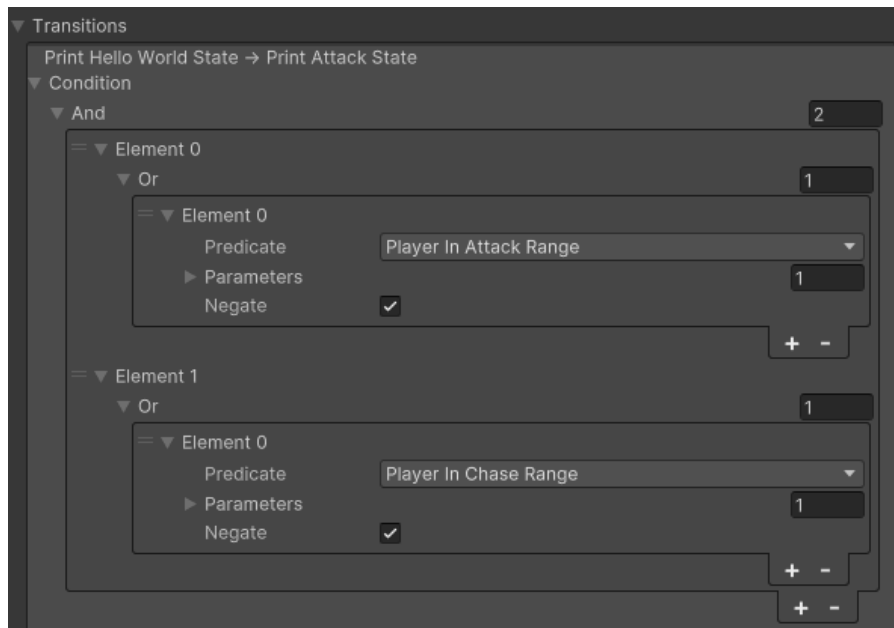 Transitions
Print Hello World State → Print Attack State
Condition
And 2
Element 0
Or 1
Element 0
Predicate Player In Attack Range
Parameters 1
Negate
+ -
Element 1
Or 1
Element 0
Predicate Player In Chase Range
Parameters 1
Negate
+ -
+ -